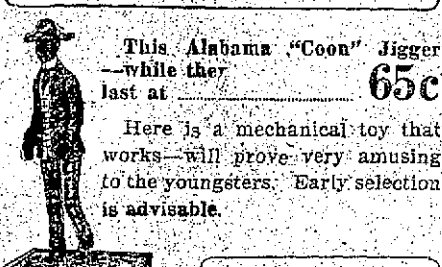 This Alabama "Coon" Jigger
—while ther
last at 65c
Here is a mechanical toy that
works—will prove very amusing
to the youngsters. Early selection
is advisable.